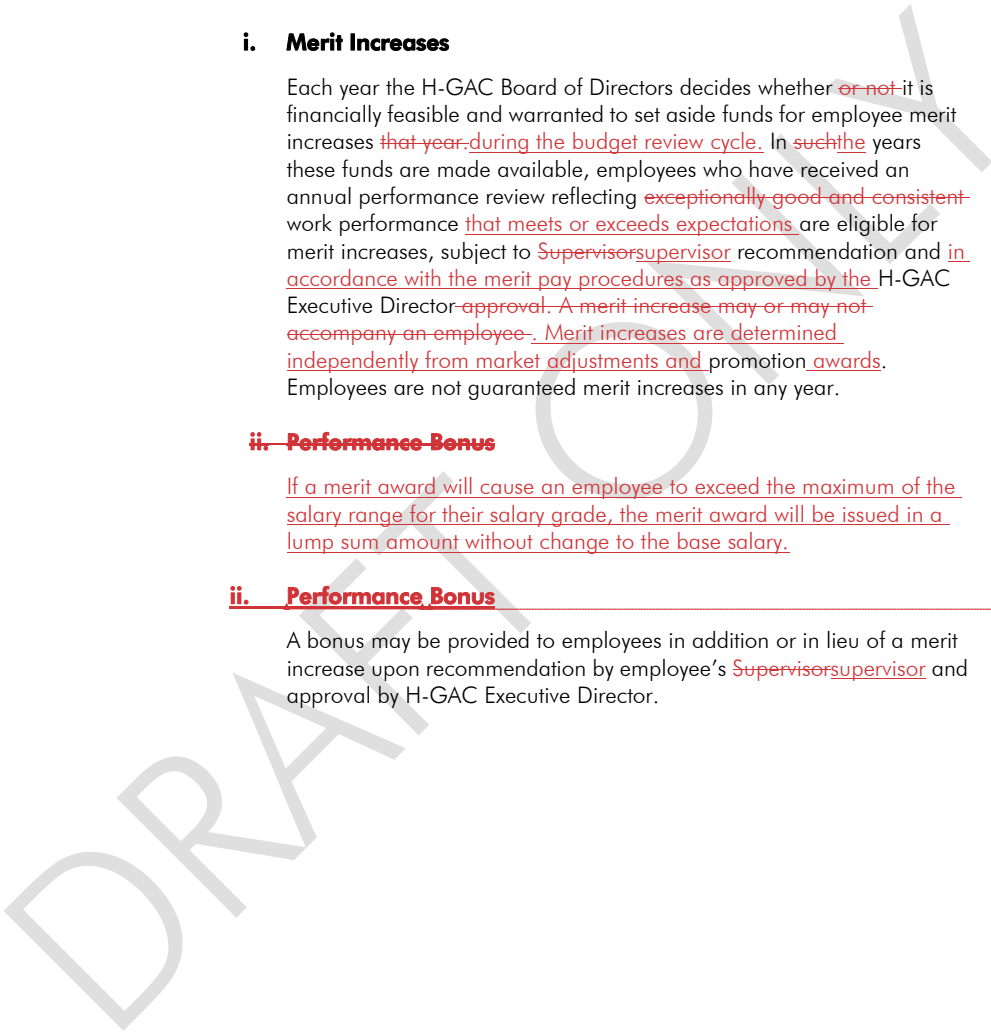 i. Merit Increases
Each year the H-GAC Board of Directors decides whether or not it is
financially feasible and warranted to set aside funds for employee merit
increases that year.during the budget review cycle. In suchthe years
these funds are made available, employees who have received an
annual performance review reflecting exceptionally good and consistent
work performance that meets or exceeds expectations are eligible for
merit increases, subject to Supervisorsupervisor recommendation and in
accordance with the merit pay procedures as approved by the H-GAC
Executive Director approval. A merit increase may or may not
accompany an employee . Merit increases are determined
independently from market adjustments and promotion awards.
Employees are not guaranteed merit increases in any year.
ii. Performance Bonus
If a merit award will cause an employee to exceed the maximum of the
salary range for their salary grade, the merit award will be issued in a
lump sum amount without change to the base salary.
ii. Performance Bonus
A bonus may be provided to employees in addition or in lieu of a merit
increase upon recommendation by employee's Supervisorsupervisor and
approval by H-GAC Executive Director.
DRAFT ONLY